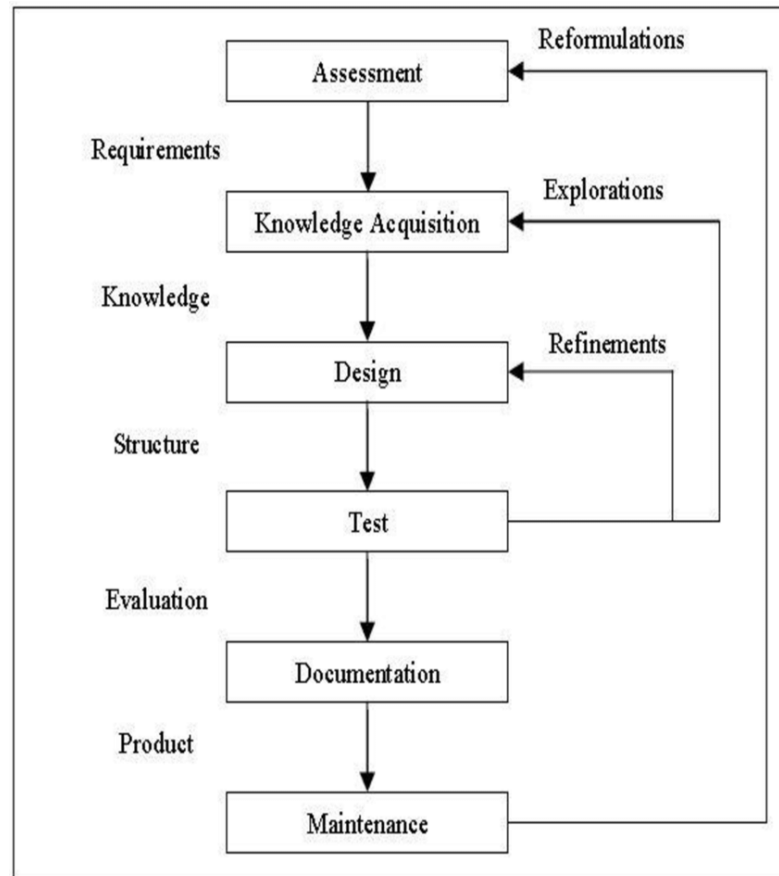 Reformulations
Assessment
Requirements
Explorations
Knowledge Acquisition
Knowledge
Refinements
Design
Structure
Test
Evaluation
Documentation
Product
Maintenance